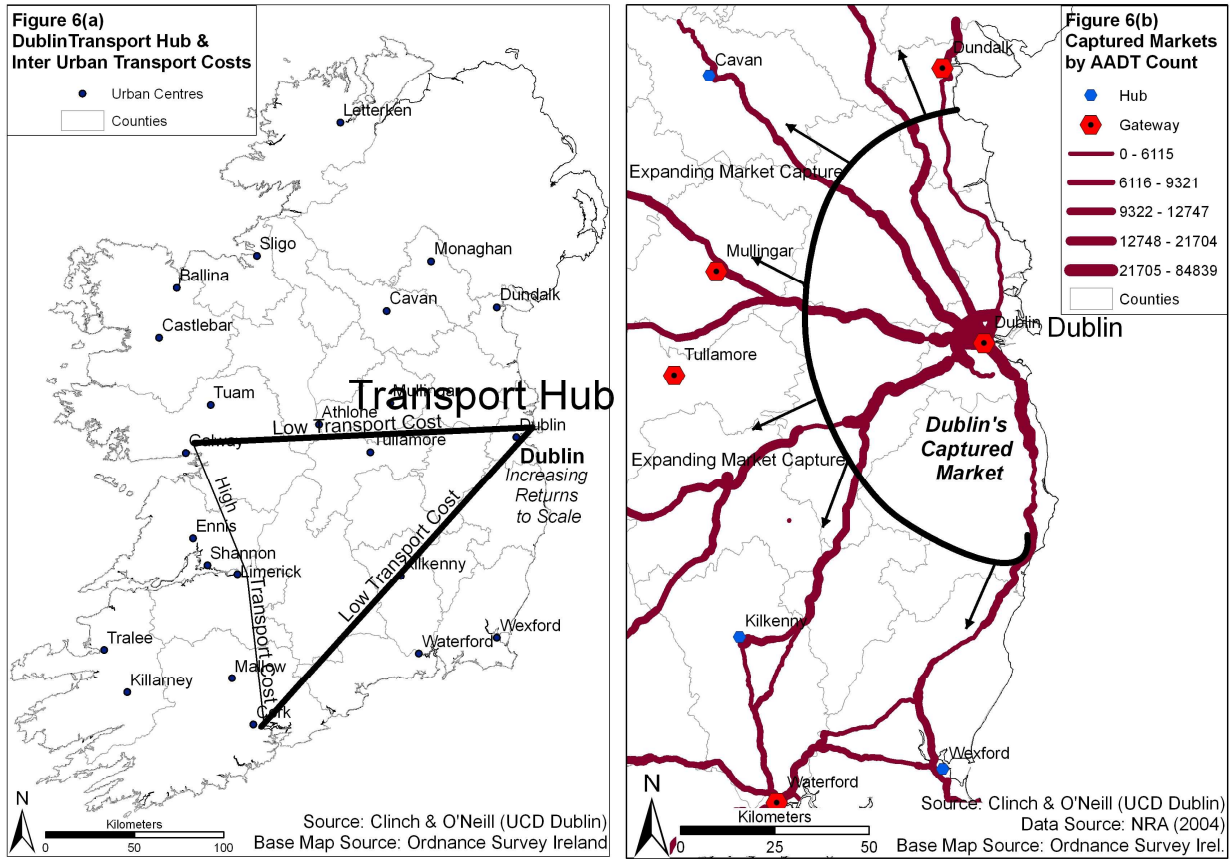 Figure 6(a)
DublinTransport Hub &
Inter Urban Transport Costs
Urban Centres
Counties
Letterken
Sligo
Monaghan
Ballina
Cavan
Dundalk
Castlebar
Tuam
Mullingar
Transport Hub
Athlone
Low Transport Cost
Dublin
Galway
Tullamore
Dublin
Increasing
Returns
to Scale
High
Transport Cost
Low Transport Cost
Ennis
Shannon
Limerick
Kilkenny
Tralee
Mallow
Waterford
Wexford
Killarney
Cork
N
Kilometers
0 50 100
Source: Clinch & O'Neill (UCD Dublin)
Base Map Source: Ordnance Survey Ireland
Figure 6(b)
Captured Markets
by AADT Count
Hub
Gateway
0 - 6115
6116 - 9321
9322 - 12747
12748 - 21704
21705 - 84839
Counties
Dundalk
Cavan
Expanding Market Capture
Mullingar
Dublin
Dublin
Tullamore
Dublin's
Captured
Market
Expanding Market Capture
Kilkenny
Wexford
Waterford
N
Kilometers
0 25 50
Source: Clinch & O'Neill (UCD Dublin)
Data Source: NRA (2004)
Base Map Source: Ordnance Survey Irel.